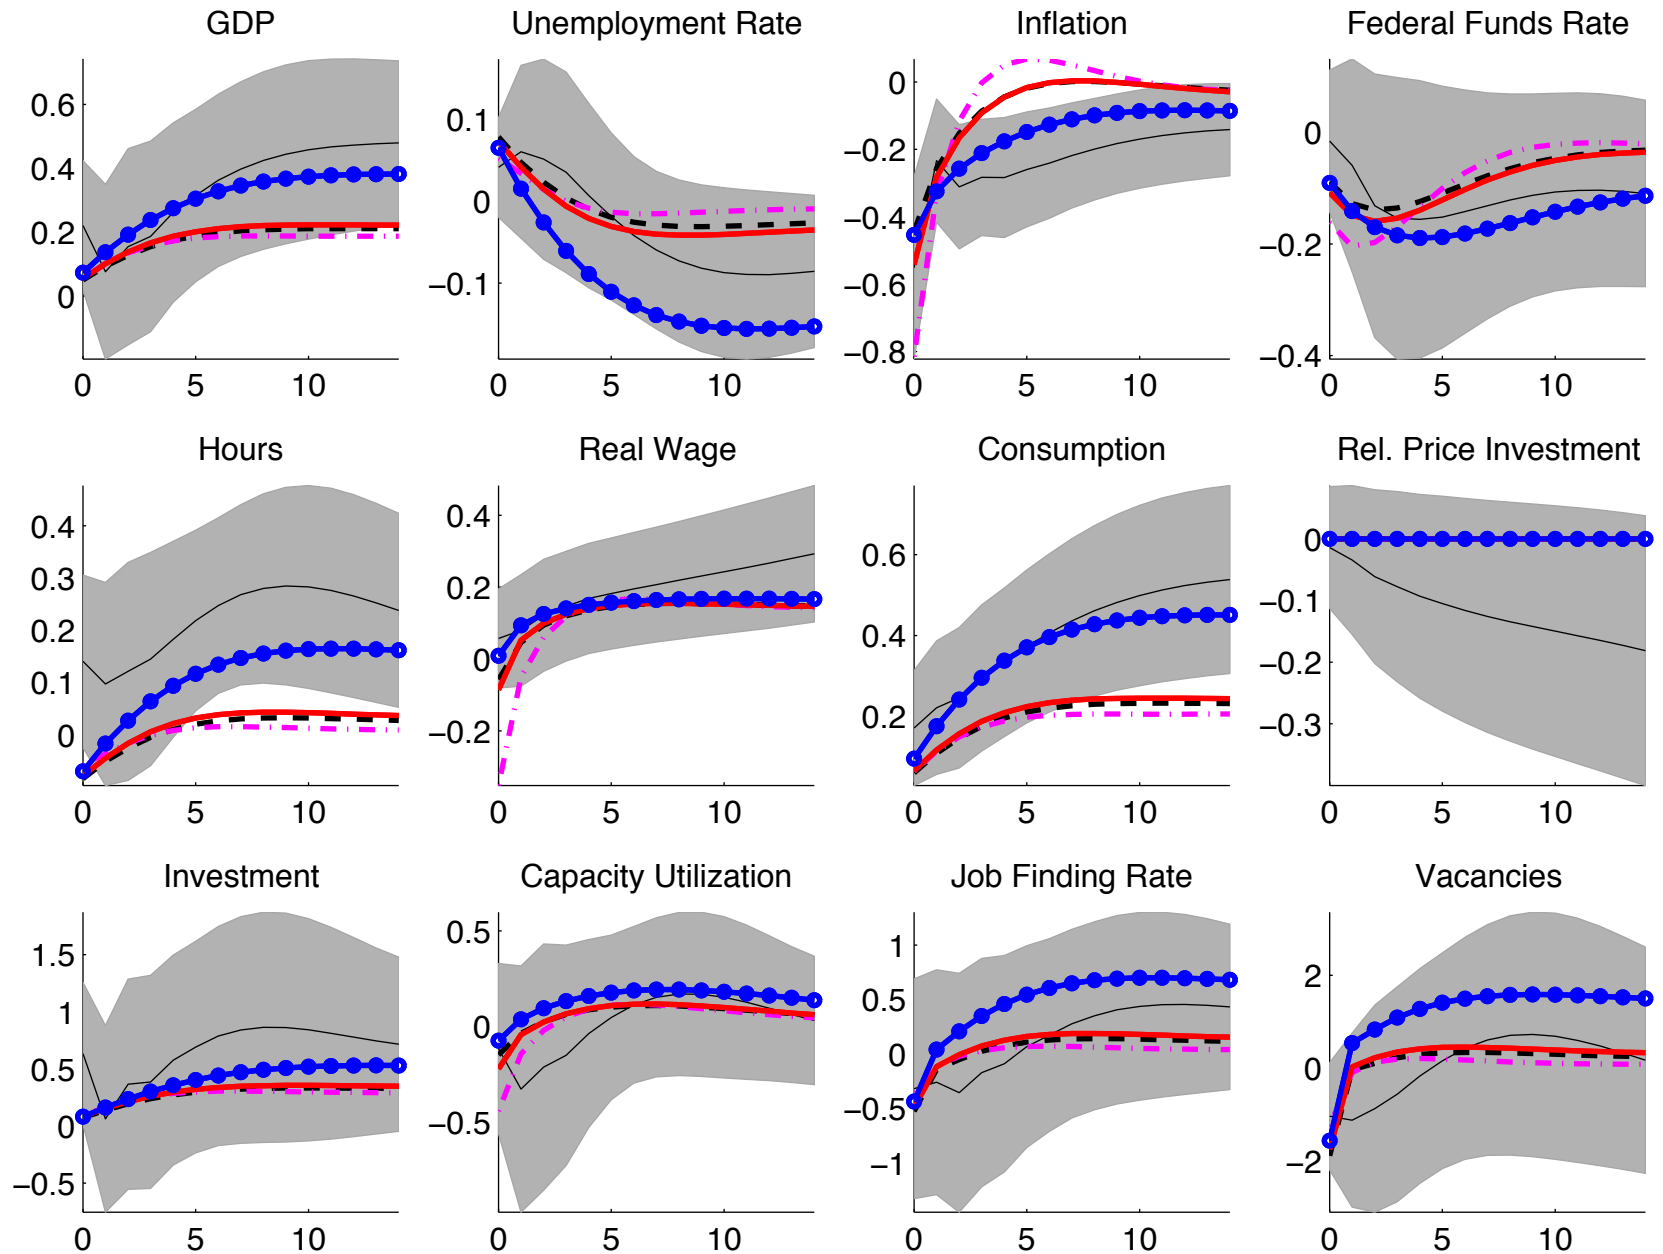 GDP
Unemployment Rate
Inflation
Federal Funds Rate
0.6
0.4
0.2
0
0 5 10
0.1
0
−0.1
0 5 10
0
−0.2
−0.4
−0.6
−0.8
0 5 10
0
−0.2
−0.4
0 5 10
Hours
Real Wage
Consumption
Rel. Price Investment
0.4
0.3
0.2
0.1
0
0 5 10
0.4
0.2
0
−0.2
0 5 10
0.6
0.4
0.2
0 5 10
0
−0.1
−0.2
−0.3
0 5 10
Investment
Capacity Utilization
Job Finding Rate
Vacancies
1.5
1
0.5
0
−0.5
0 5 10
0.5
0
−0.5
0 5 10
1
0.5
0
−0.5
−1
0 5 10
2
0
−2
0 5 10